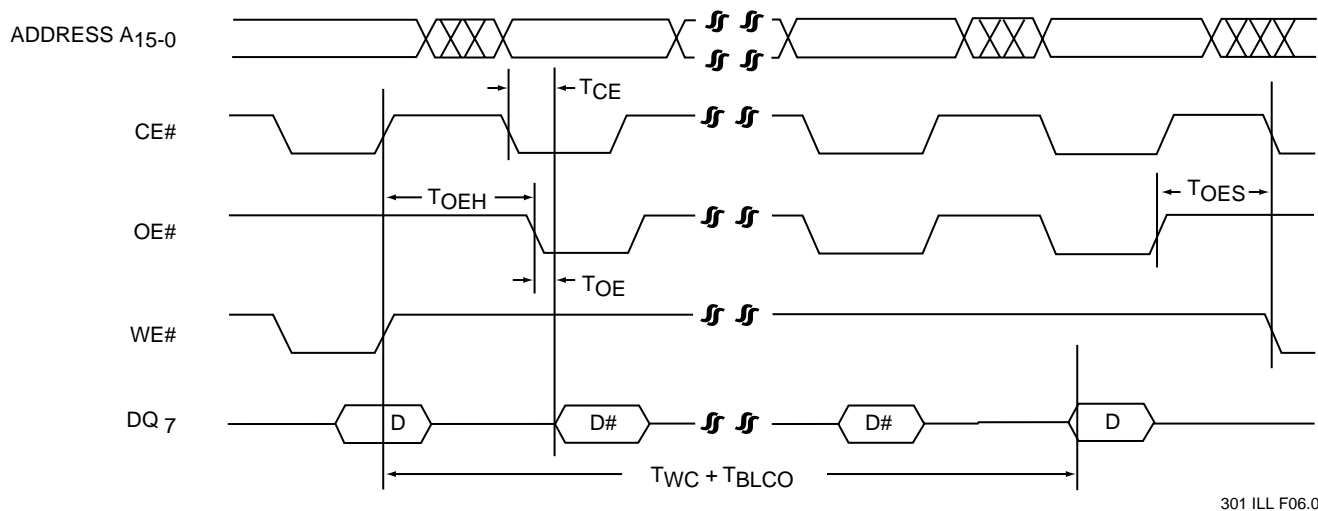 ADDRESS A15-0
TCE
CE#
TOEH
TOES
OE#
TOE
WE#
DQ 7
D
D#
D#
D
TWC + TBLCO
301 ILL F06.0